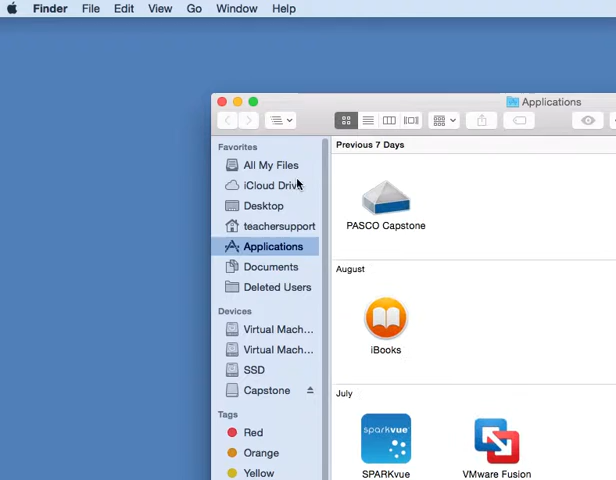 Finder File Edit View Go Window Help
Applications
Favorites
All My Files
iCloud Drive
Desktop
teachersupport
Applications
Documents
Deleted Users
Devices
Virtual Mach...
Virtual Mach...
SSD
Capstone
Tags
Red
Orange
Yellow
Previous 7 Days
PASCO Capstone
August
iBooks
July
sparkvue
SPARKvue
VMware Fusion